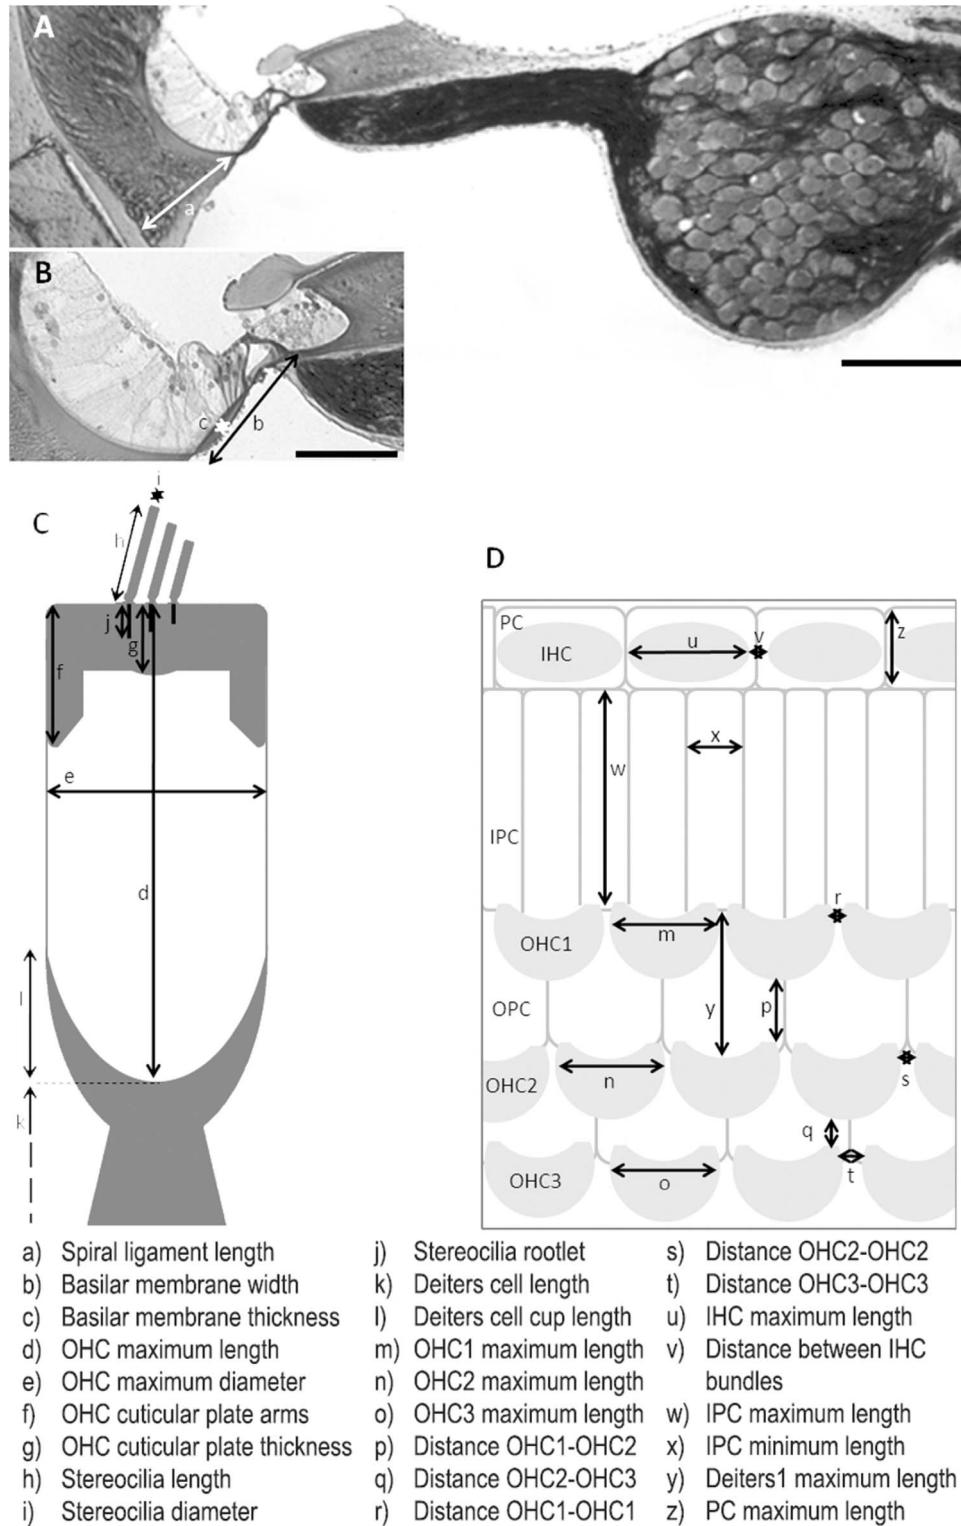 A
a
B
c
b
C
i
h
j
g
f
e
d
l
k
D
PC
IHC
u
v
z
w
x
IPC
r
OHC1
m
OPC
y
p
OHC2
n
s
q
OHC3
o
t
a) Spiral ligament length
b) Basilar membrane width
c) Basilar membrane thickness
d) OHC maximum length
e) OHC maximum diameter
f) OHC cuticular plate arms
g) OHC cuticular plate thickness
h) Stereocilia length
i) Stereocilia diameter
j) Stereocilia rootlet
k) Deiters cell length
l) Deiters cell cup length
m) OHC1 maximum length
n) OHC2 maximum length
o) OHC3 maximum length
p) Distance OHC1-OHC2
q) Distance OHC2-OHC3
r) Distance OHC1-OHC1
s) Distance OHC2-OHC2
t) Distance OHC3-OHC3
u) IHC maximum length
v) Distance between IHC
bundles
w) IPC maximum length
x) IPC minimum length
y) Deiters1 maximum length
z) PC maximum length